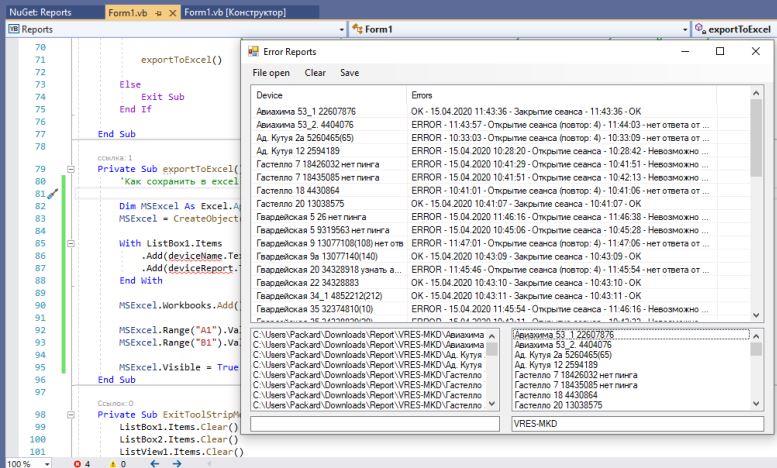 NuGet: Reports Form1.vb Form1.vb [Конструктор]
VB Reports Form1 exportToExcel
70
71 exportToExcel()
72
73 Else
74 Exit Sub
75 End If
76
77 End Sub
78
ссылка: 1
79 Private Sub exportToExcel(
80 'Как сохранить в excel
81
82 Dim MSExcel As Excel.Ap
83 MSExcel = CreateObject
84
85 With ListBox1.Items
86 .Add(deviceName.Te
87 .Add(deviceReport.
88 End With
89
90 MSExcel.Workbooks.Add(
91
92 MSExcel.Range("A1").Val
93 MSExcel.Range("B1").Val
94
95 MSExcel.Visible = True
96 End Sub
97
Ссылок: 0
98 Private Sub ExitToolStripMe
99 ListBox1.Items.Clear()
100 ListBox2.Items.Clear()
101 ListView1.Items.Clear()
100 % 4 0
Error Reports
File open Clear Save
Device Errors
Авиахима 53_1 22607876 OK - 15.04.2020 11:43:36 - Закрытие сеанса - 11:43:36 - OK
Авиахима 53_2. 4404076 ERROR - 11:43:57 - Открытие сеанса (повтор: 4) - 11:44:03 - нет ответа от ...
Ад. Кутуя 2а 5260465(65) ERROR - 10:33:03 - Открытие сеанса (повтор: 4) - 10:33:09 - нет ответа от ...
Ад. Кутуя 12 2594189 ERROR - 15.04.2020 10:28:20 - Открытие сеанса - 10:28:42 - Невозможно ...
Гастелло 7 18426032 нет пинга ERROR - 15.04.2020 10:41:29 - Открытие сеанса - 10:41:51 - Невозможно ...
Гастелло 7 18435085 нет пинга ERROR - 15.04.2020 10:41:51 - Открытие сеанса - 10:42:13 - Невозможно ...
Гастелло 18 4430864 ERROR - 10:41:01 - Открытие сеанса (повтор: 4) - 10:41:06 - нет ответа от ...
Гастелло 20 13038575 OK - 15.04.2020 10:41:07 - Закрытие сеанса - 10:41:07 - OK
Гвардейская 5 26 нет пинга ERROR - 15.04.2020 11:46:16 - Открытие сеанса - 11:46:38 - Невозможно ...
Гвардейская 5 9319563 нет пинга ERROR - 15.04.2020 10:45:06 - Открытие сеанса - 10:45:28 - Невозможно ...
Гвардейская 9 13077108(108) нет отв ERROR - 11:47:01 - Открытие сеанса (повтор: 4) - 11:47:06 - нет ответа от ...
Гвардейская 9а 13077140(140) OK - 15.04.2020 10:43:09 - Закрытие сеанса - 10:43:09 - OK
Гвардейская 20 34328918 узнать а... ERROR - 11:45:46 - Открытие сеанса (повтор: 4) - 11:45:54 - нет ответа от ...
Гвардейская 22 34328883 OK - 15.04.2020 10:43:10 - Закрытие сеанса - 10:43:10 - OK
Гвардейская 34_1 4852212(212) OK - 15.04.2020 10:43:11 - Закрытие сеанса - 10:43:11 - OK
Гвардейская 35 32374810(10) ERROR - 15.04.2020 11:45:54 - Открытие сеанса - 11:46:16 - Невозможно ...
C:\Users\Packard\Downloads\Report\VRES-MKD\Авиахима
C:\Users\Packard\Downloads\Report\VRES-MKD\Авиахима
C:\Users\Packard\Downloads\Report\VRES-MKD\Ад. Кутуя
C:\Users\Packard\Downloads\Report\VRES-MKD\Ад. Кутуя
C:\Users\Packard\Downloads\Report\VRES-MKD\Гастелло
C:\Users\Packard\Downloads\Report\VRES-MKD\Гастелло
C:\Users\Packard\Downloads\Report\VRES-MKD\Гастелло
C:\Users\Packard\Downloads\Report\VRES-MKD\Гастелло
Авиахима 53_1 22607876
Авиахима 53_2. 4404076
Ад. Кутуя 2а 5260465(65)
Ад. Кутуя 12 2594189
Гастелло 7 18426032 нет пинга
Гастелло 7 18435085 нет пинга
Гастелло 18 4430864
Гастелло 20 13038575
VRES-MKD